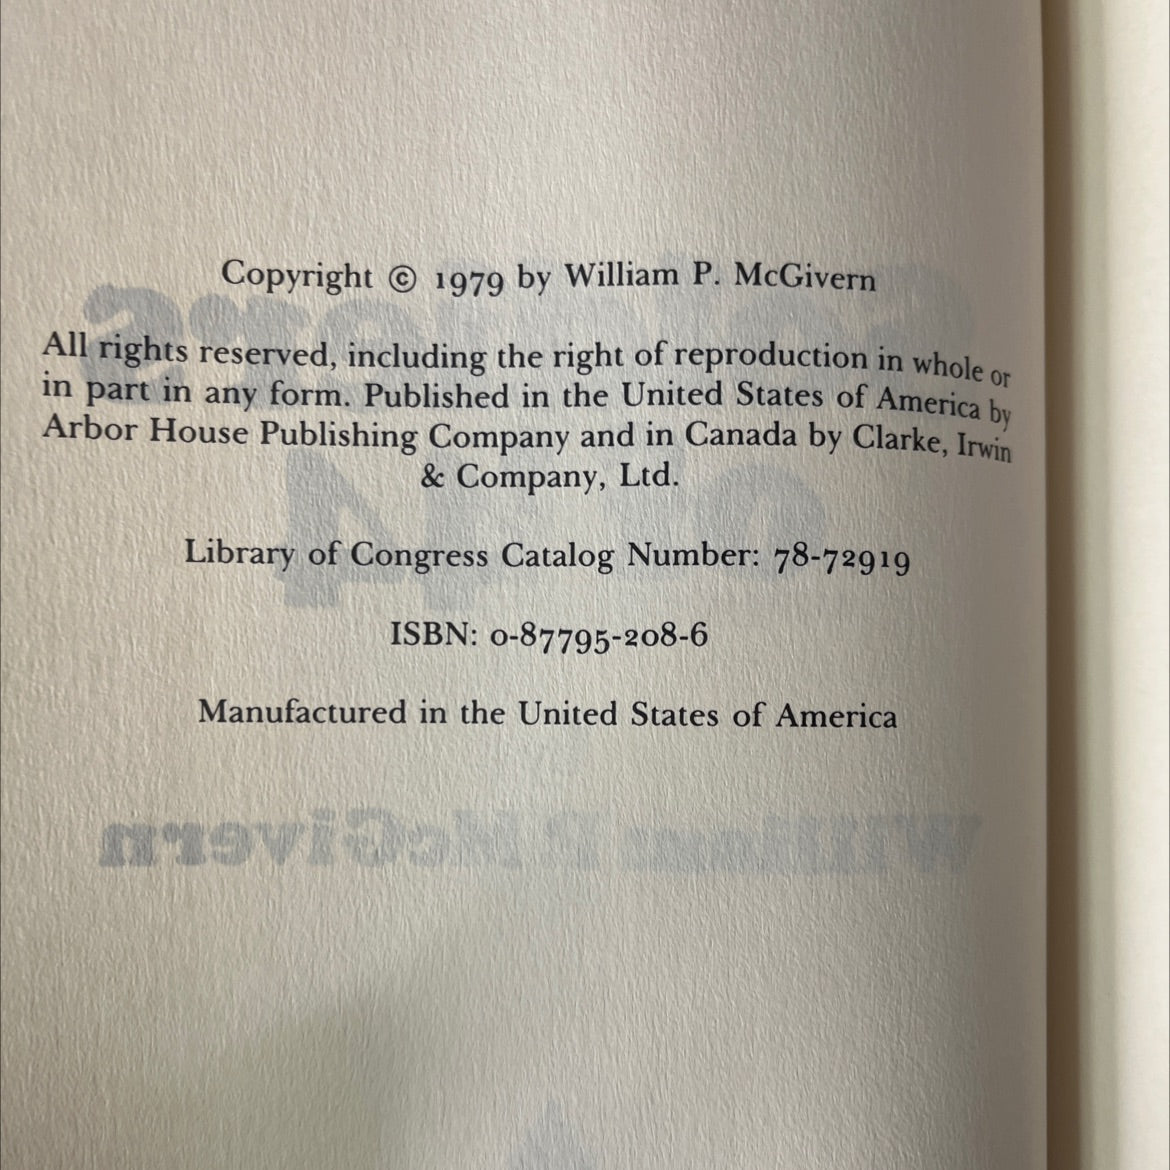 Copyright © 1979 by William P. McGivern
All rights reserved, including the right of reproduction in whole or
in part in any form. Published in the United States of America by
Arbor House Publishing Company and in Canada by Clarke, Irwin
& Company, Ltd.
Library of Congress Catalog Number: 78-72919
ISBN: 0-87795-208-6
Manufactured in the United States of America
William P. McGivern